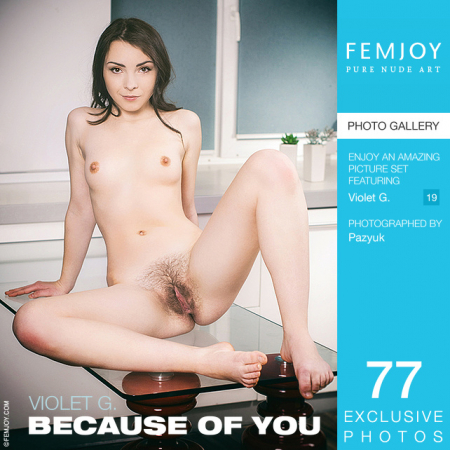 FEMJOY
PURE NUDE ART
PHOTO GALLERY
ENJOY AN AMAZING
PICTURE SET
FEATURING
Violet G. 19
PHOTOGRAPHED BY
Pazyuk
77
EXCLUSIVE
PHOTOS
VIOLET G.
BECAUSE OF YOU
©FEMJOY.COM